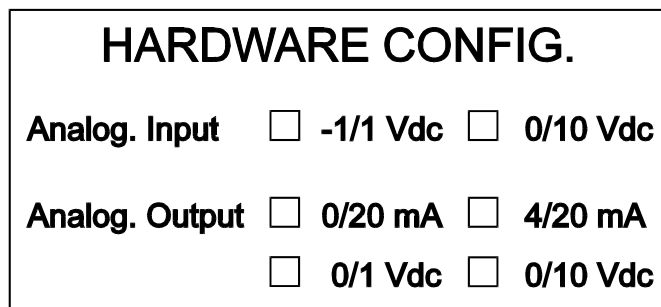 HARDWARE CONFIG.
Analog. Input ☐ -1/1 Vdc ☐ 0/10 Vdc
Analog. Output ☐ 0/20 mA ☐ 4/20 mA
☐ 0/1 Vdc ☐ 0/10 Vdc